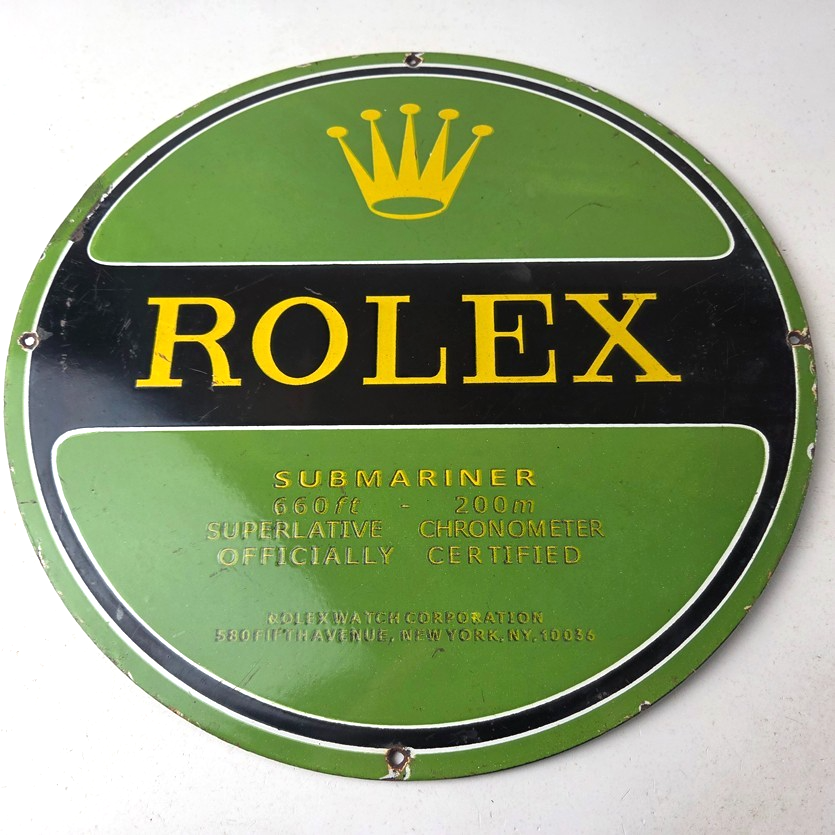 ROLEX
SUBMARINER
660ft - 200m
SUPERLATIVE CHRONOMETER
OFFICIALLY CERTIFIED
ROLEX WATCH CORPORATION
580 FIFTH AVENUE, NEW YORK, NY, 10036